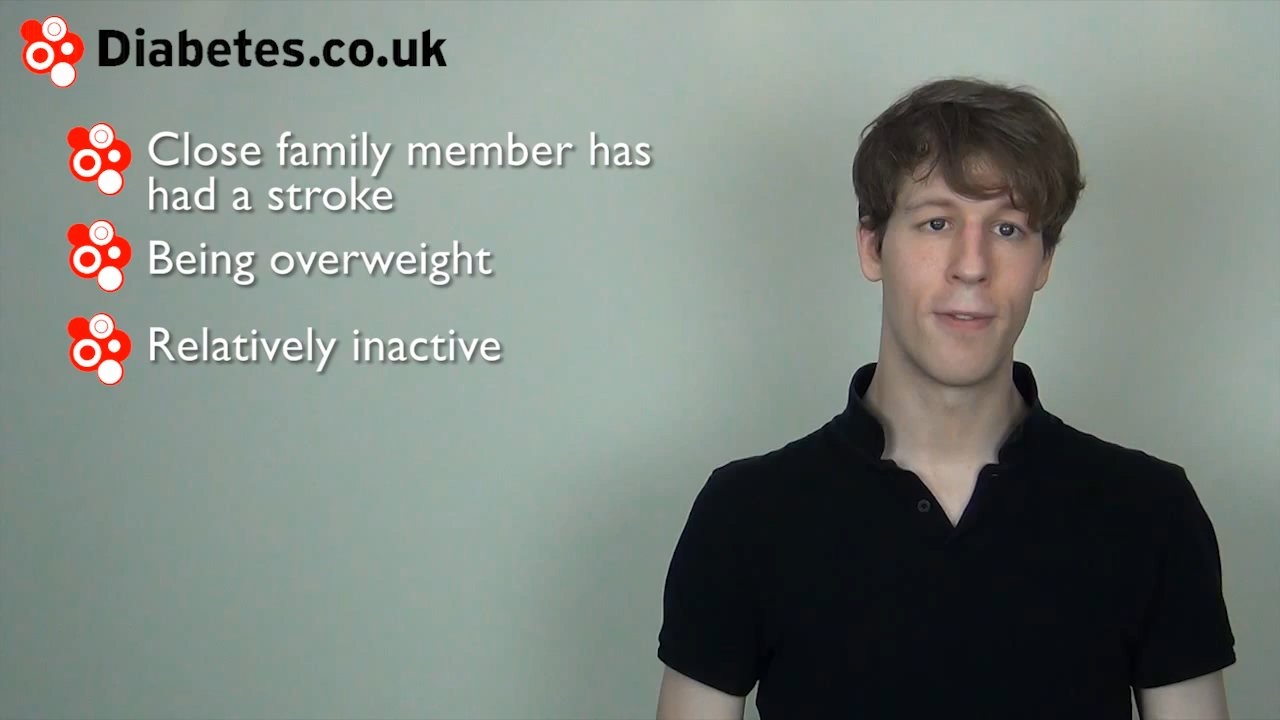 Diabetes.co.uk
Close family member has
had a stroke
Being overweight
Relatively inactive